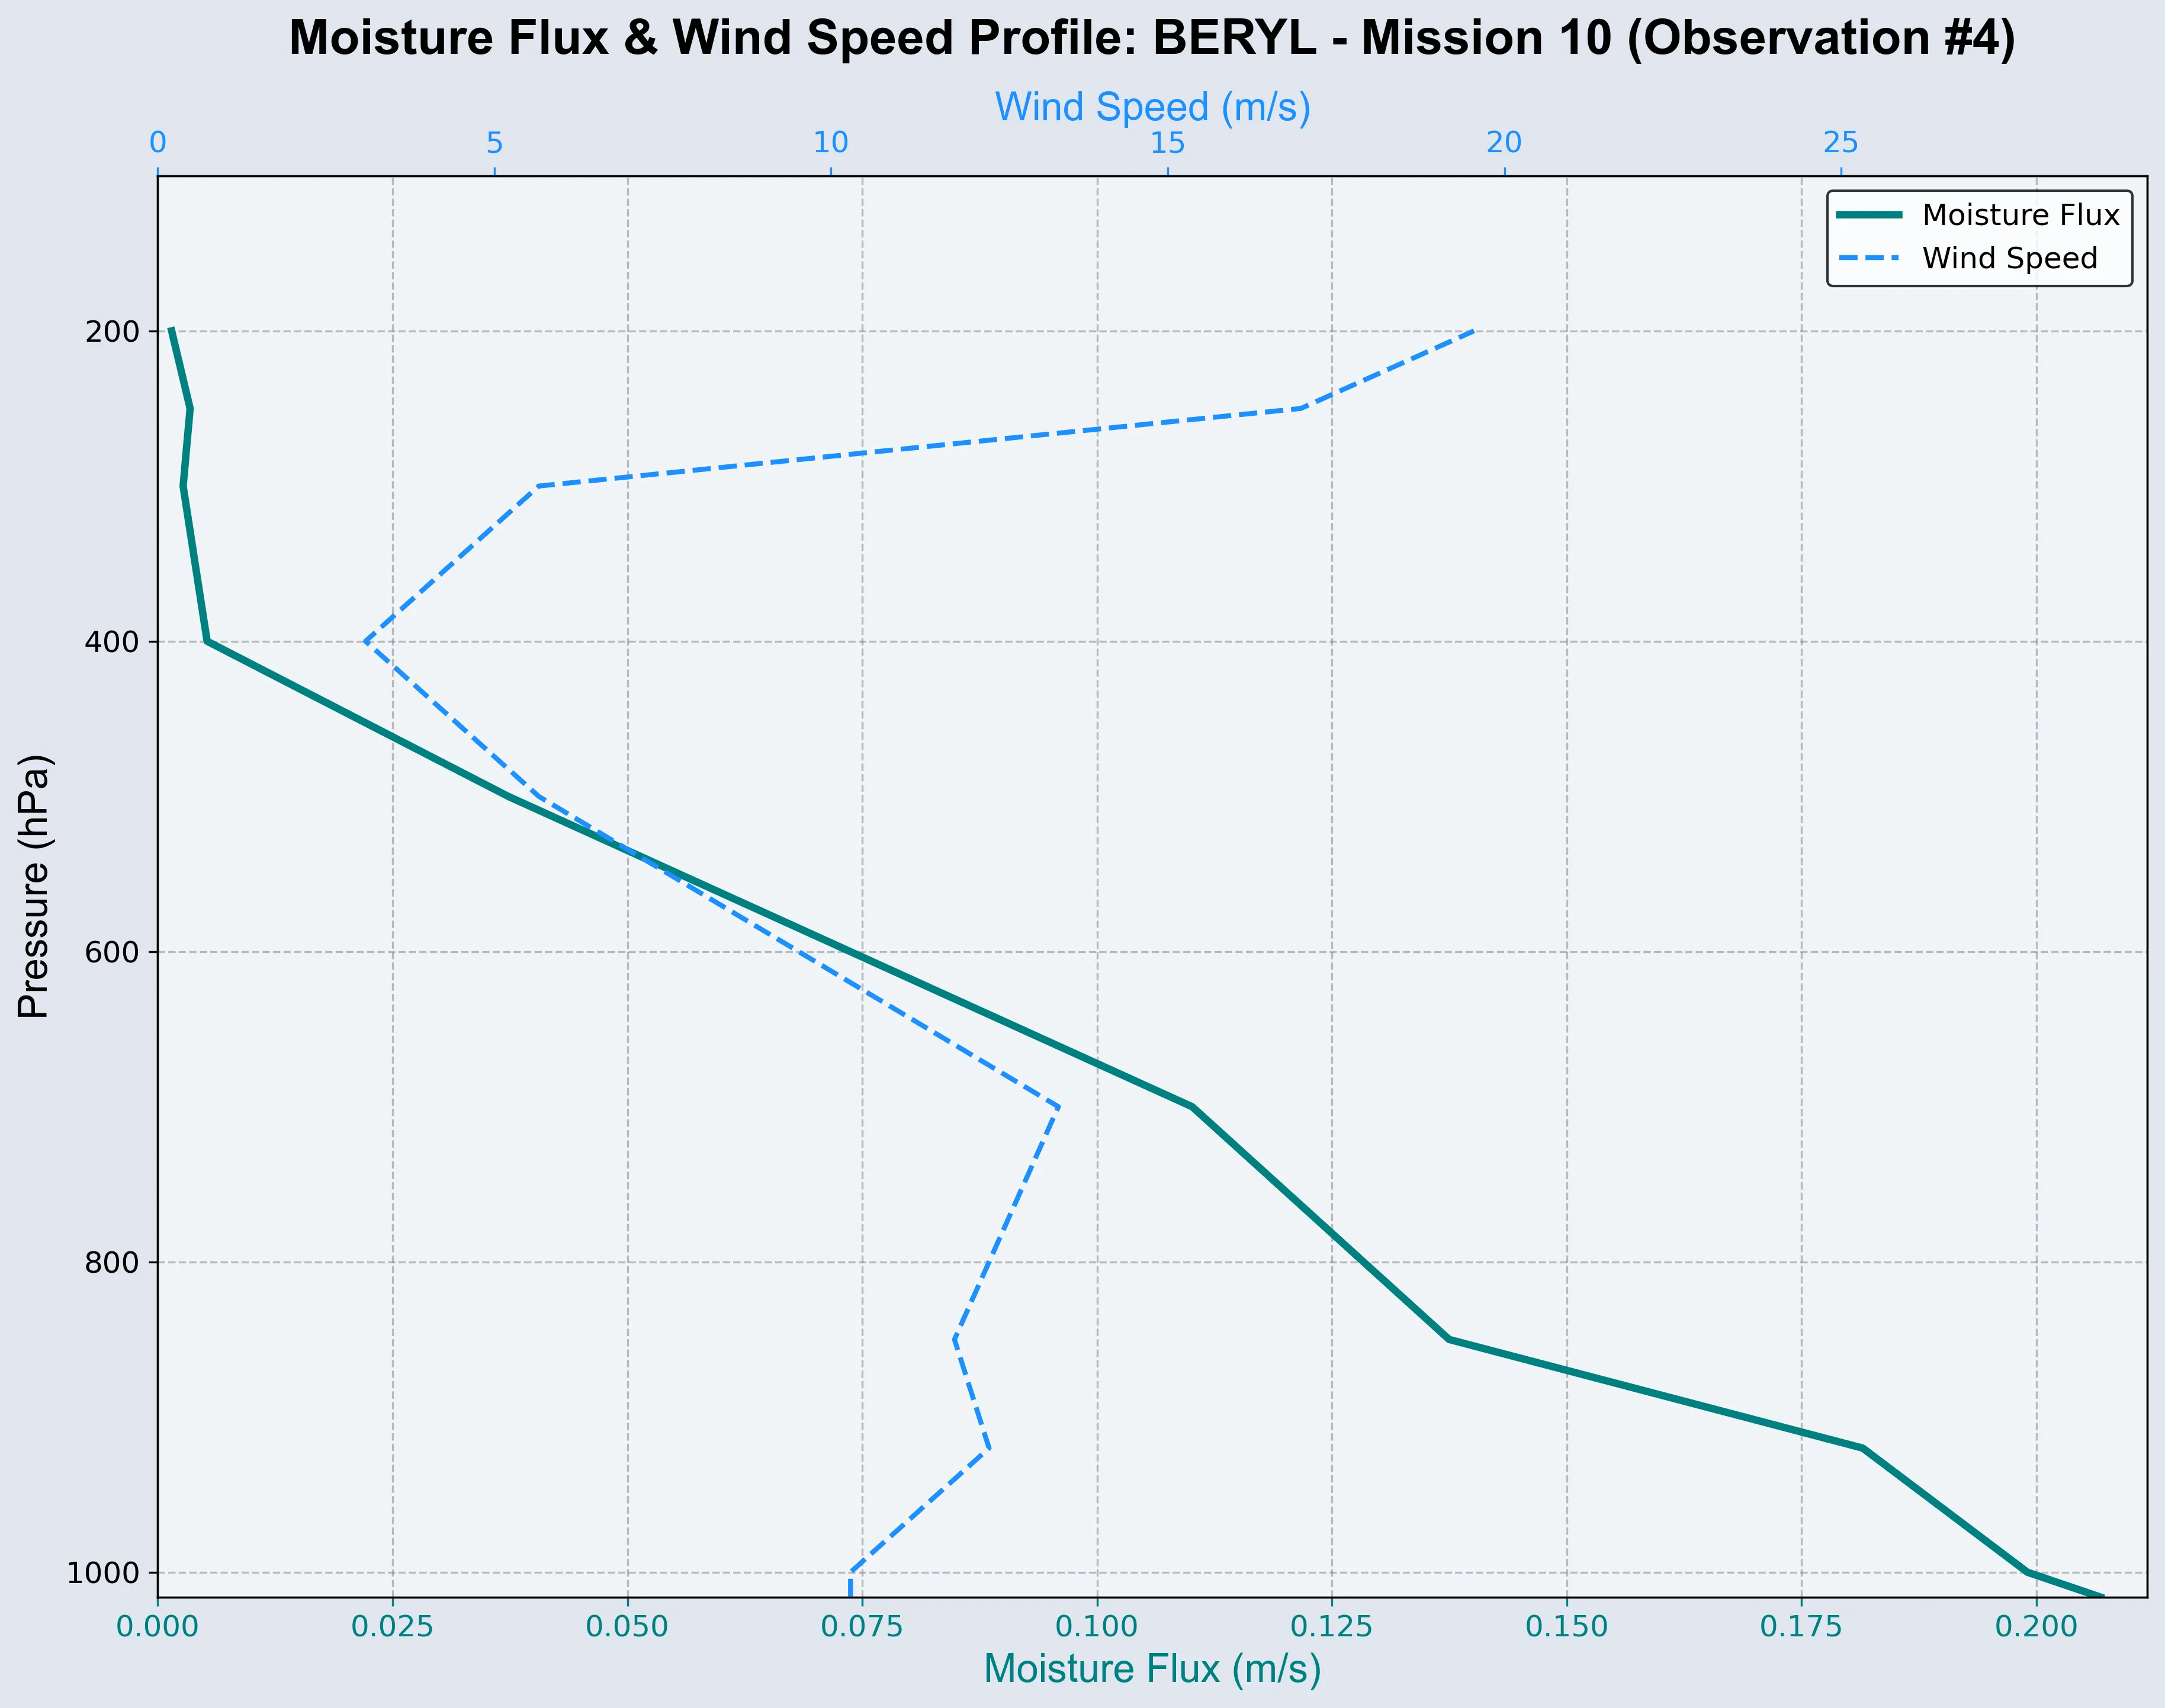 Moisture Flux & Wind Speed Profile: BERYL - Mission 10 (Observation #4)
Wind Speed (m/s)
0 5 10 15 20 25
Moisture Flux
Wind Speed
200
400
600
800
1000
Pressure (hPa)
0.000 0.025 0.050 0.075 0.100 0.125 0.150 0.175 0.200
Moisture Flux (m/s)